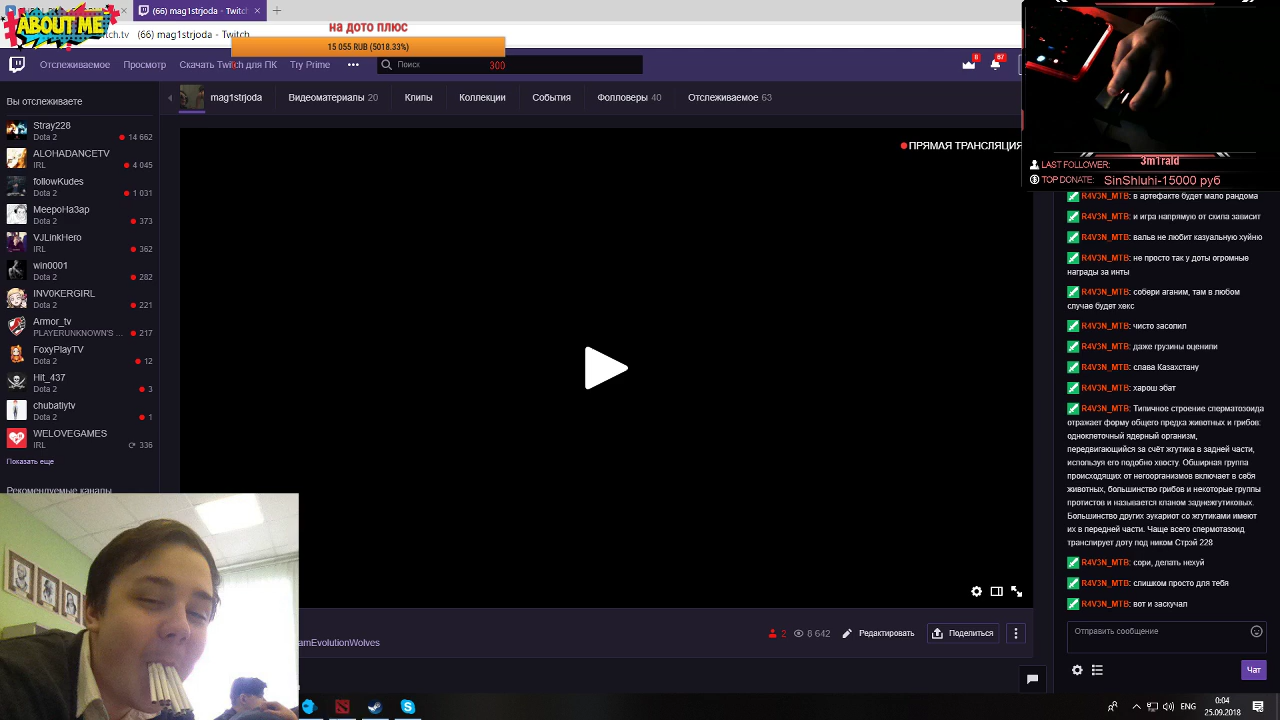 (66) mag1strjoda - Twitch
(66) mag1strjoda - Twitch
ABOUT ME
tch.tv
на дото плюс
15 055 RUB (5018.33%)
300
Отслеживаемое
Просмотр
Скачать Twitch для ПК
Try Prime
Поиск
8
67
Вы отслеживаете
mag1strjoda
Видеоматериалы 20
Клипы
Коллекции
События
Фолловеры 40
Отслеживаемое 63
Stray228
Dota 2
14 662
ALOHADANCETV
IRL
4 045
followKudes
Dota 2
1 031
MeepoHa3ap
Dota 2
373
VJLinkHero
IRL
362
win0001
Dota 2
282
INV0KERGIRL
Dota 2
221
Armor_tv
PLAYERUNKNOWN'S ...
217
FoxyPlayTV
Dota 2
12
Hit_437
Dota 2
3
chubatiytv
Dota 2
1
WELOVEGAMES
IRL
336
Показать еще
Рекомендуемые каналы
ПРЯМАЯ ТРАНСЛЯЦИЯ
LAST FOLLOWER:
3m1rald
TOP DONATE:
SinShluhi-15000 руб
R4V3N_MTB: в артефакте будет мало рандома
R4V3N_MTB: и игра напрямую от скила зависит
R4V3N_MTB: вальв не любит казуальную хуйню
R4V3N_MTB: не просто так у доты огромные
награды за инты
R4V3N_MTB: собери аганим, там в любом
случае будет хекс
R4V3N_MTB: чисто засопил
R4V3N_MTB: даже грузины оценили
R4V3N_MTB: слава Казахстану
R4V3N_MTB: харош эбат
R4V3N_MTB: Типичное строение сперматозоида
отражает форму общего предка животных и грибов:
одноклеточный ядерный организм,
передвигающийся за счёт жгутика в задней части,
используя его подобно хвосту. Обширная группа
происходящих от негоорганизмов включает в себя
животных, большинство грибов и некоторые группы
протистов и называется кланом заднежгутиковых.
Большинство других эукариот со жгутиками имеют
их в передней части. Чаще всего спермотазоид
транслирует доту под ником Стрэй 228
R4V3N_MTB: сори, делать нехуй
R4V3N_MTB: слишком просто для тебя
R4V3N_MTB: вот и заскучал
Отправить сообщение
Чат
amEvolutionWolves
2
8 642
Редактировать
Поделиться
0:04
25.09.2018